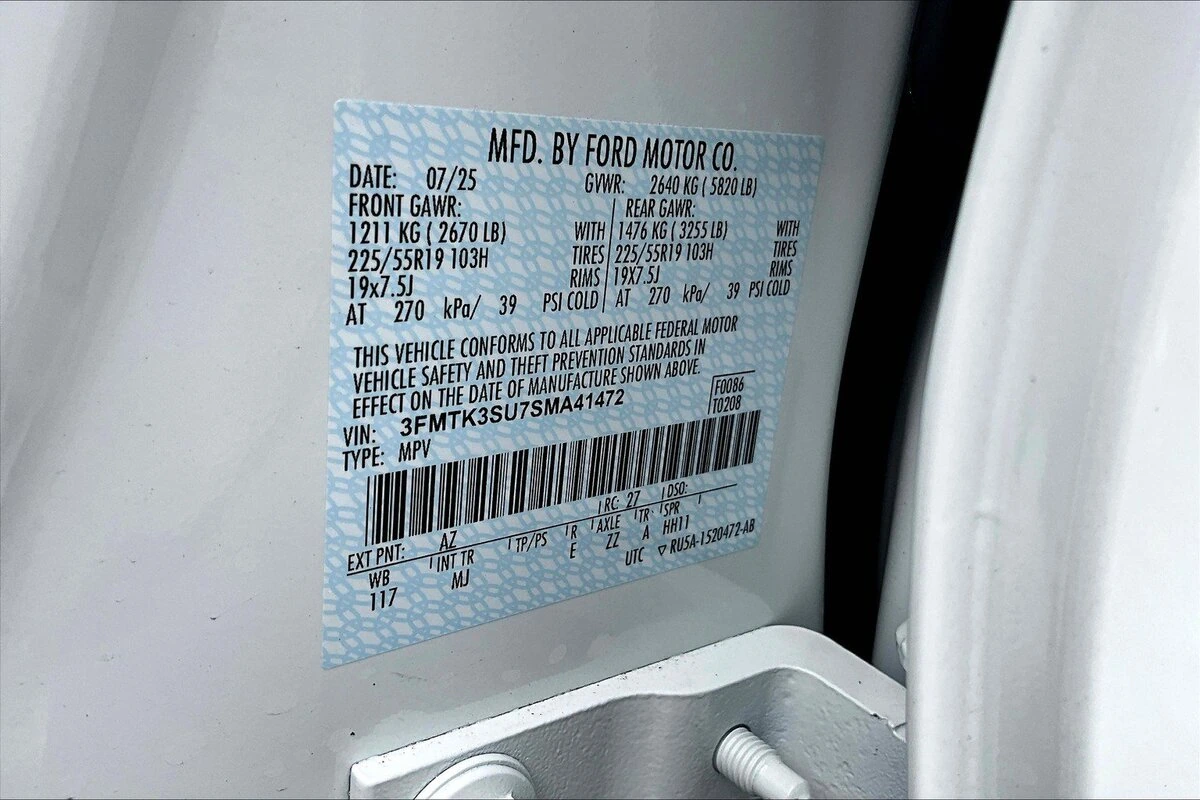 MFD. BY FORD MOTOR CO.
DATE: 07/25 GVWR: 2640 KG ( 5820 LB)
FRONT GAWR: REAR GAWR:
1211 KG ( 2670 LB) WITH 1476 KG ( 3255 LB) WITH
225/55R19 103H TIRES 225/55R19 103H TIRES
19x7.5J RIMS 19X7.5J RIMS
AT 270 kPa/ 39 PSI COLD AT 270 kPa/ 39 PSI COLD
THIS VEHICLE CONFORMS TO ALL APPLICABLE FEDERAL MOTOR
VEHICLE SAFETY AND THEFT PREVENTION STANDARDS IN
EFFECT ON THE DATE OF MANUFACTURE SHOWN ABOVE.
VIN: 3FMTK3SU7SMA41472 F0086
TYPE: MPV T0208
EXT PNT: AZ RC: 27 DSO:
WB INT TR TP/PS R AXLE TR SPR
117 MJ E ZZ A HH11
UTC ▽ RU5A-1520472-AB